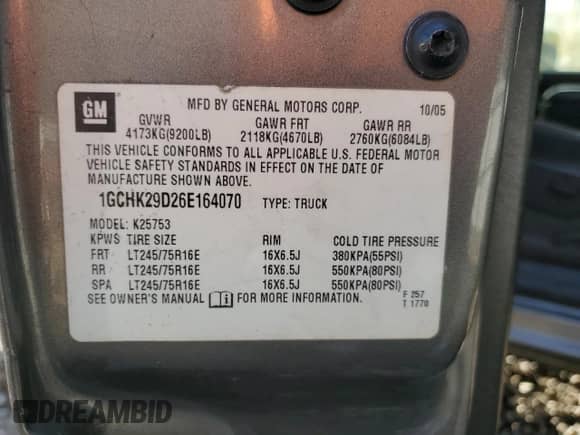 GM
MFD BY GENERAL MOTORS CORP. 10/05
GVWR GAWR FRT GAWR RR
4173KG(9200LB) 2118KG(4670LB) 2760KG(6084LB)
THIS VEHICLE CONFORMS TO ALL APPLICABLE U.S. FEDERAL MOTOR
VEHICLE SAFETY STANDARDS IN EFFECT ON THE DATE OF
MANUFACTURE SHOWN ABOVE.
1GCHK29D26E164070 TYPE: TRUCK
MODEL: K25753
KPWS TIRE SIZE RIM COLD TIRE PRESSURE
FRT LT245/75R16E 16X6.5J 380KPA(55PSI)
RR LT245/75R16E 16X6.5J 550KPA(80PSI)
SPA LT245/75R16E 16X6.5J 550KPA(80PSI)
SEE OWNER'S MANUAL FOR MORE INFORMATION. F 257
T 1770
DREAMBID